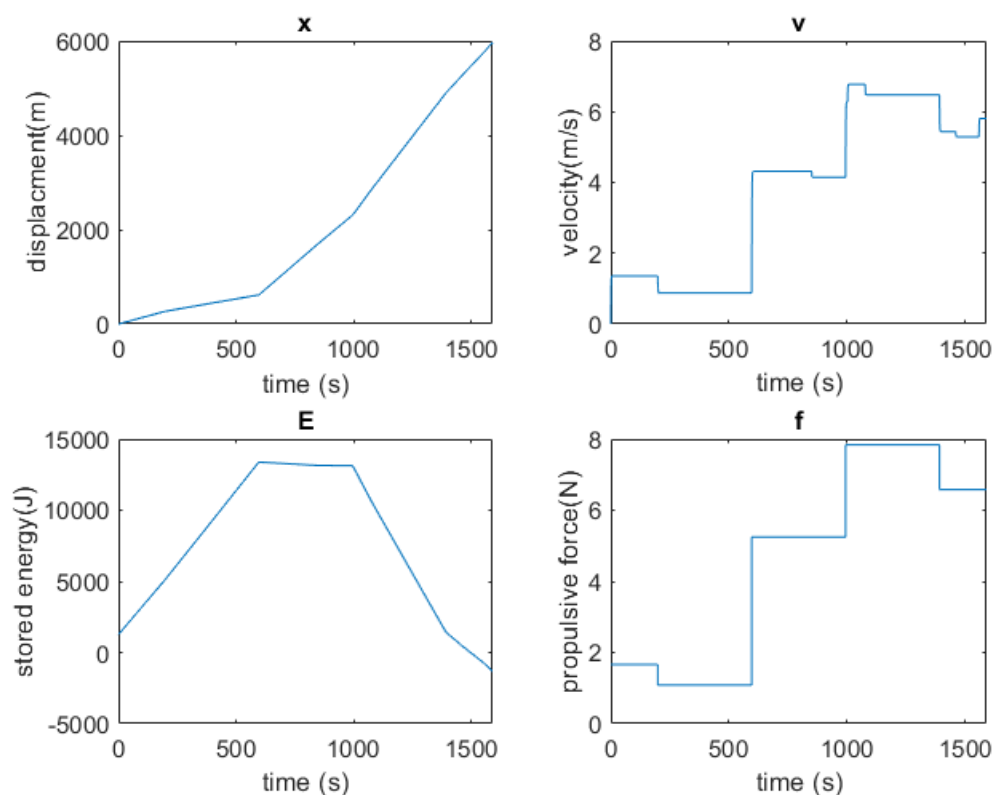 x
displacment(m)
6000
4000
2000
0
0 500 1000 1500
time (s)
v
velocity(m/s)
8
6
4
2
0
0 500 1000 1500
time (s)
E
stored energy(J)
15000
10000
5000
0
-5000
0 500 1000 1500
time (s)
f
propulsive force(N)
8
6
4
2
0
0 500 1000 1500
time (s)